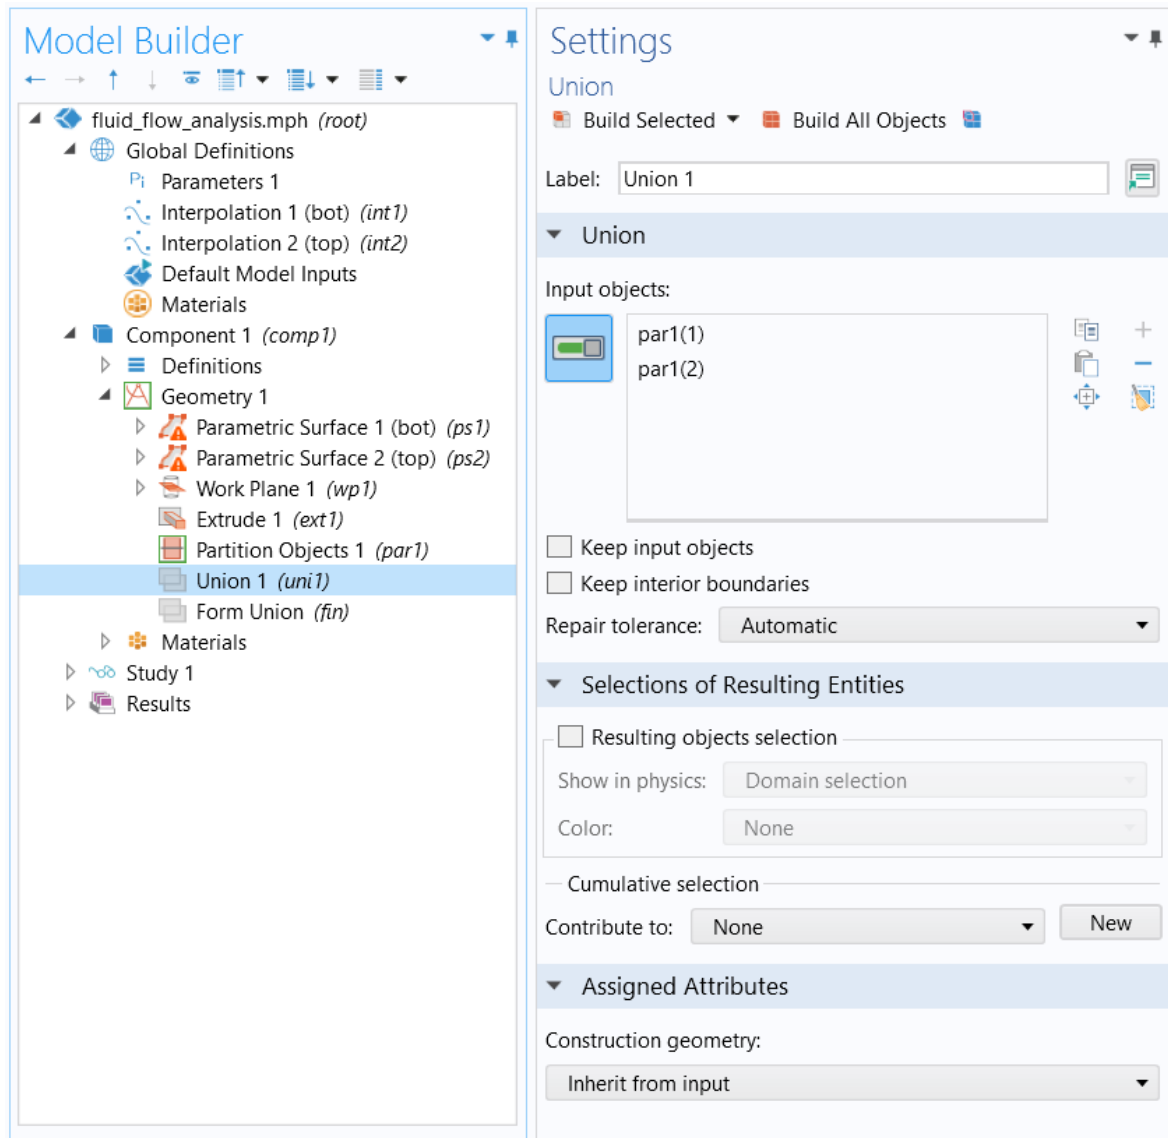 Model Builder
fluid_flow_analysis.mph (root)
Global Definitions
Pi Parameters 1
Interpolation 1 (bot) (int1)
Interpolation 2 (top) (int2)
Default Model Inputs
Materials
Component 1 (comp1)
Definitions
Geometry 1
Parametric Surface 1 (bot) (ps1)
Parametric Surface 2 (top) (ps2)
Work Plane 1 (wp1)
Extrude 1 (ext1)
Partition Objects 1 (par1)
Union 1 (uni1)
Form Union (fin)
Materials
Study 1
Results
Settings
Union
Build Selected Build All Objects
Label: Union 1
Union
Input objects:
par1(1)
par1(2)
Keep input objects
Keep interior boundaries
Repair tolerance: Automatic
Selections of Resulting Entities
Resulting objects selection
Show in physics: Domain selection
Color: None
Cumulative selection
Contribute to: None New
Assigned Attributes
Construction geometry:
Inherit from input